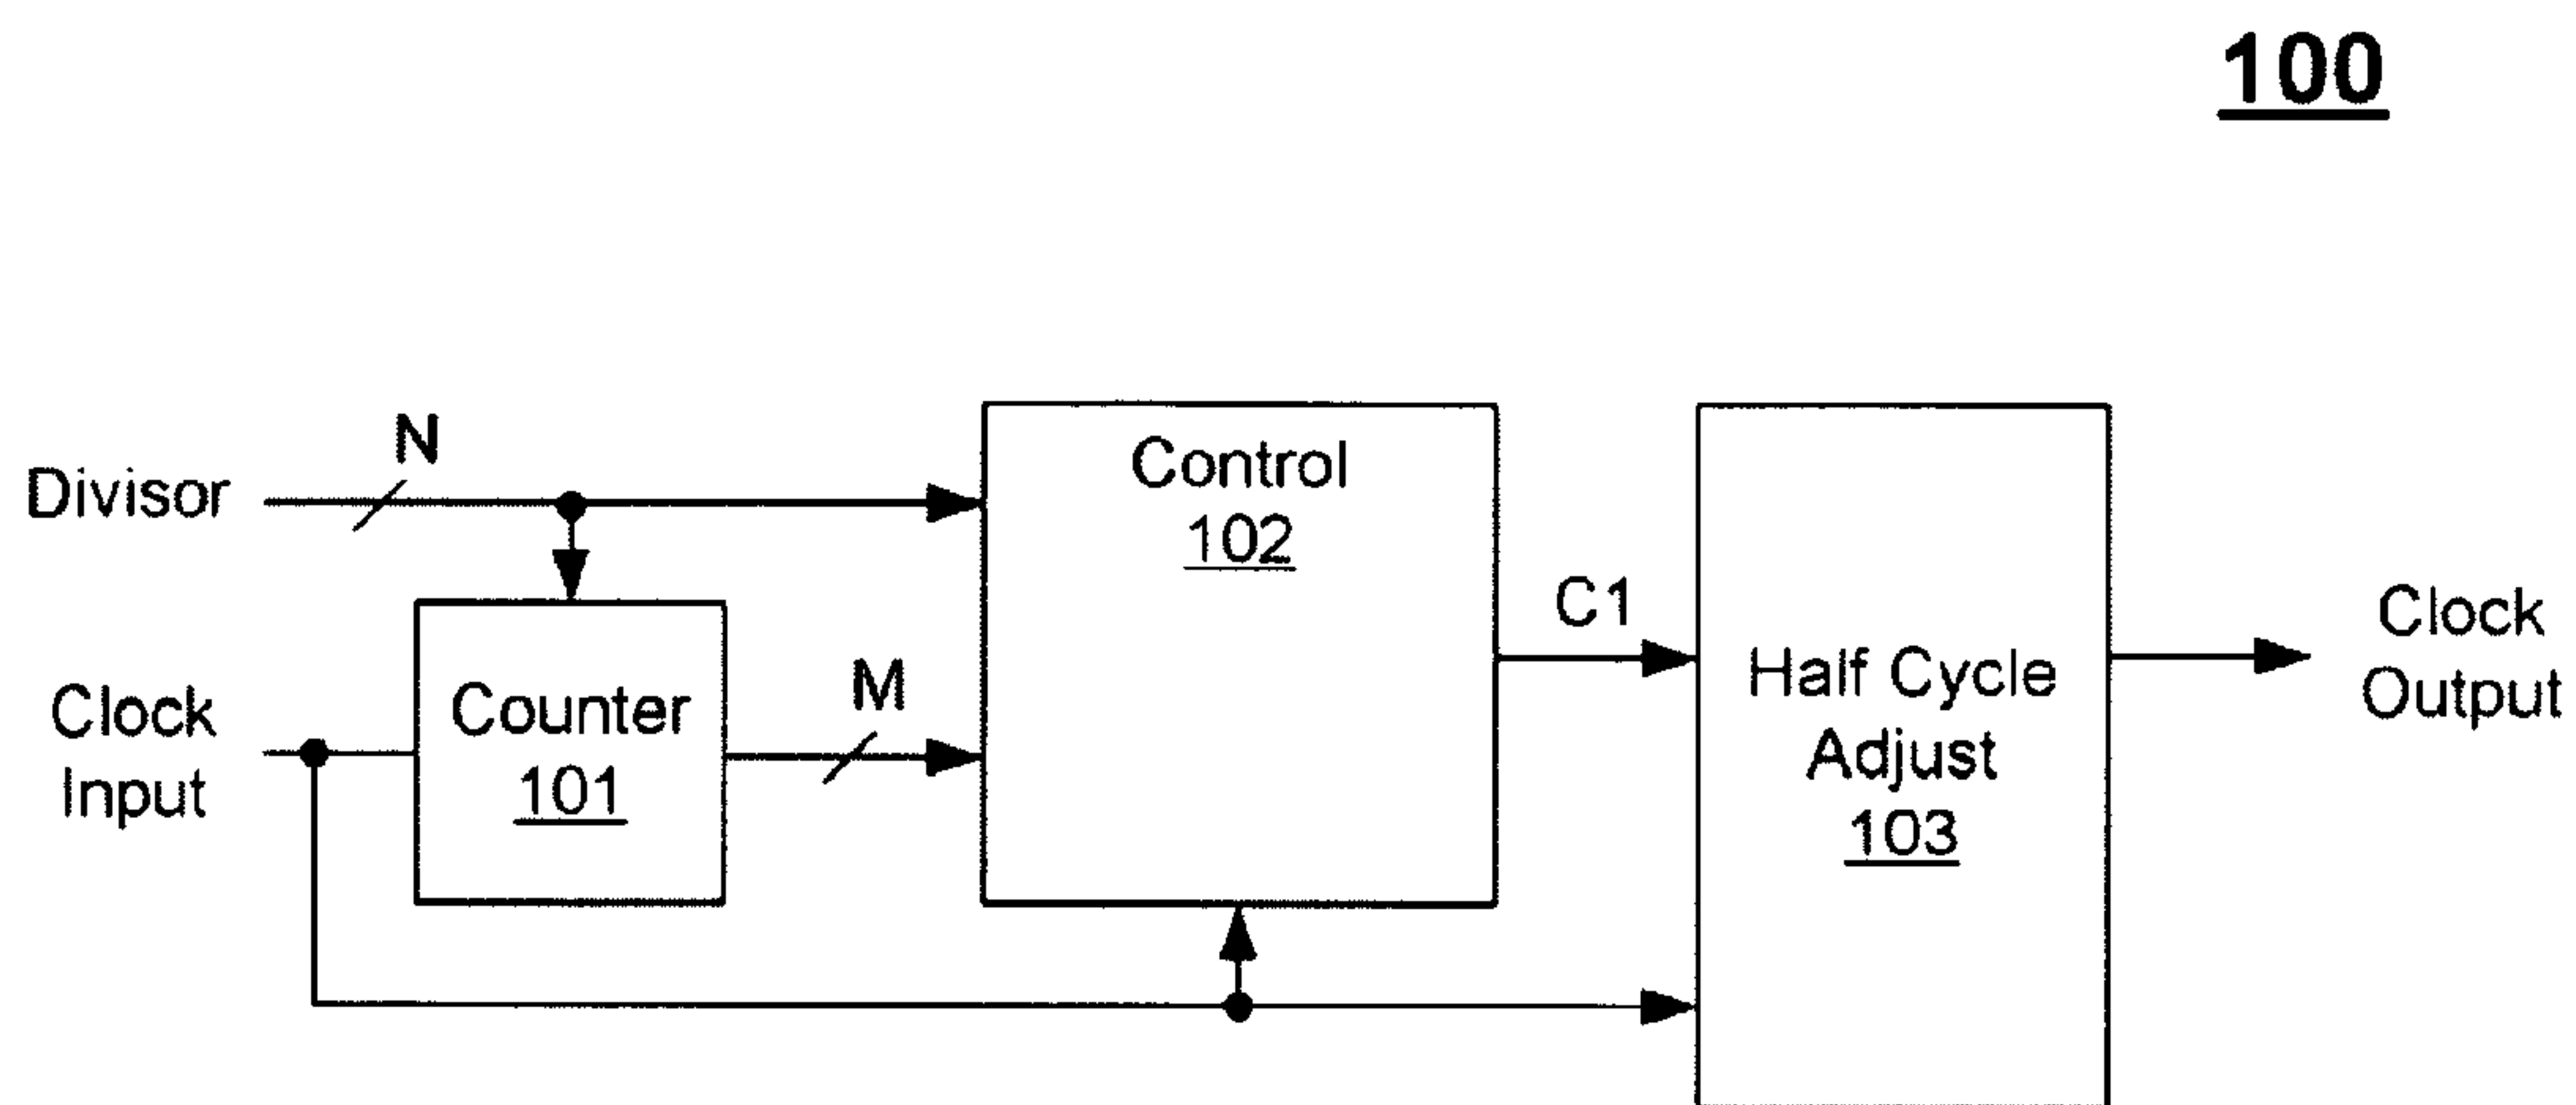 100
Divisor
N
Clock
Input
Counter
101
M
Control
102
C1
Half Cycle
Adjust
103
Clock
Output